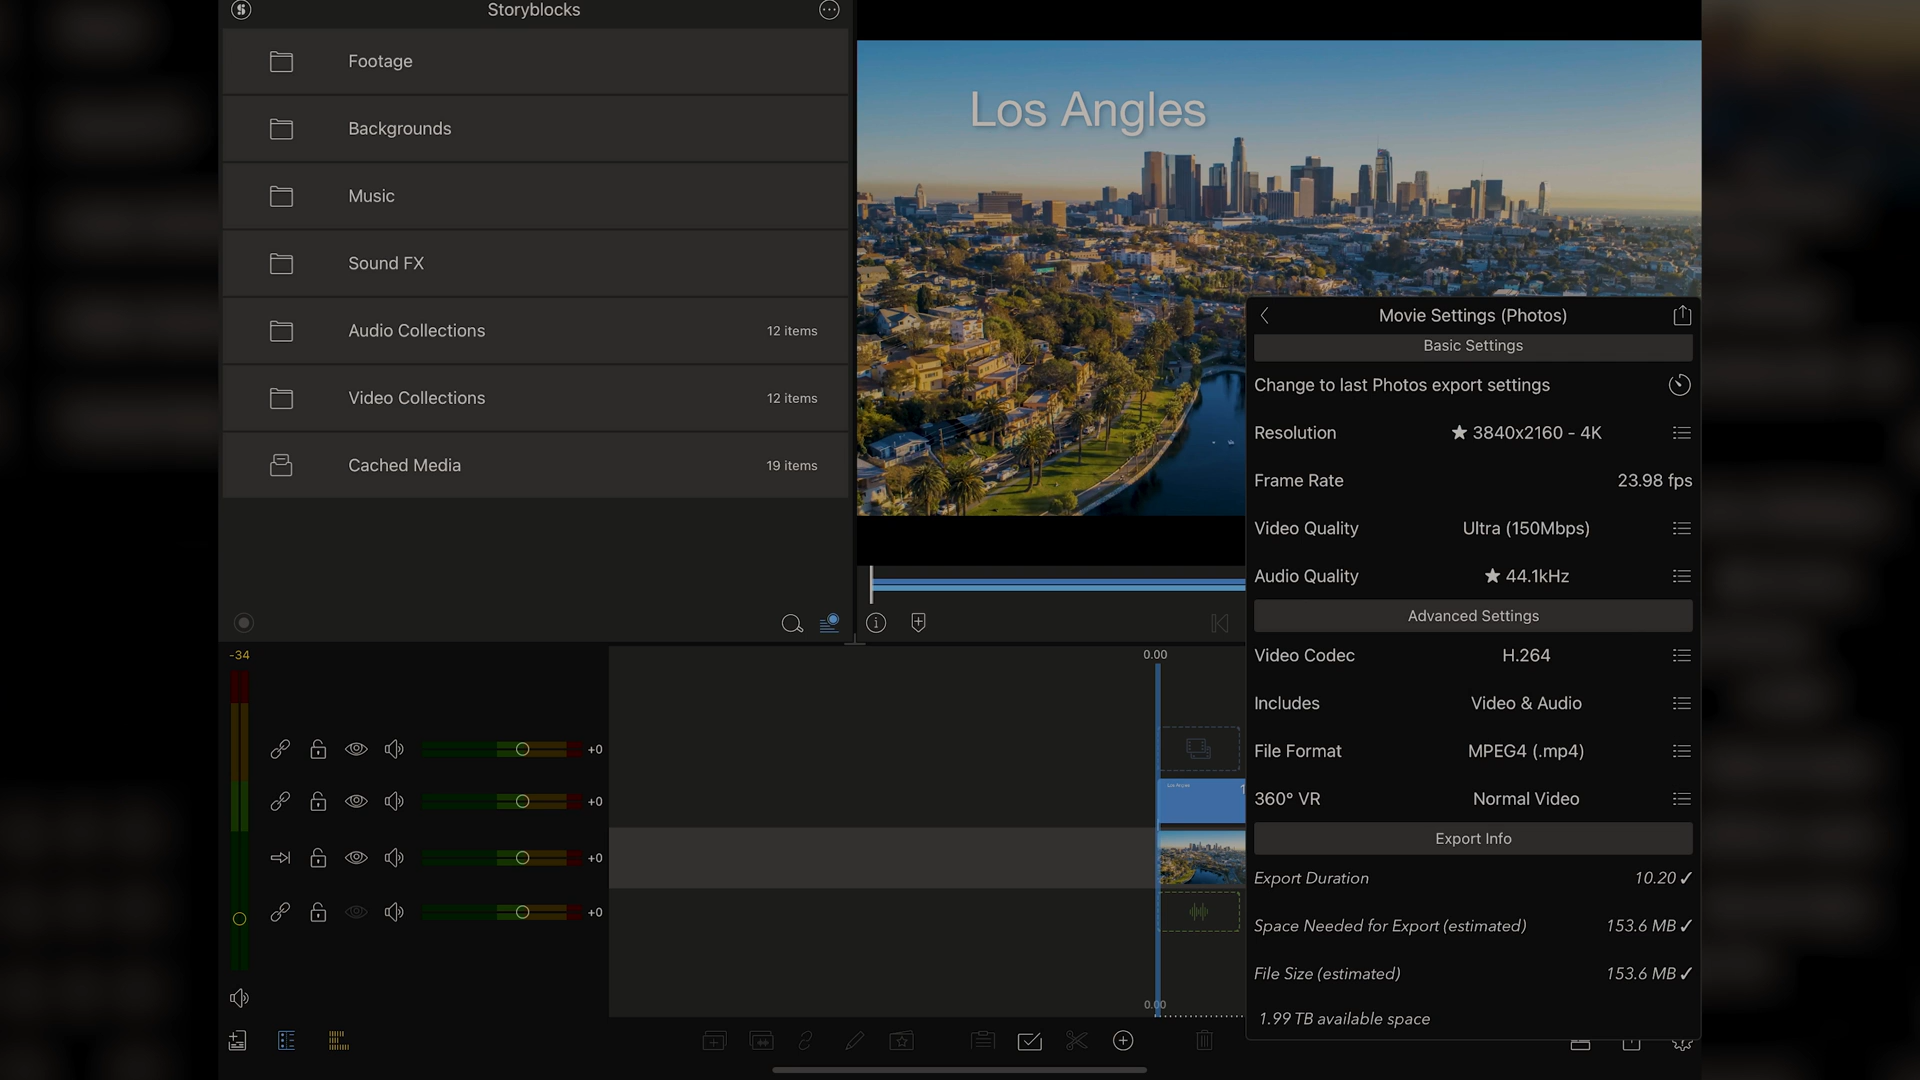 Storyblocks
Footage
Backgrounds
Music
Sound FX
Audio Collections 12 items
Video Collections 12 items
Cached Media 19 items
Los Angles
Movie Settings (Photos)
Basic Settings
Change to last Photos export settings
Resolution ★ 3840x2160 - 4K
Frame Rate 23.98 fps
Video Quality Ultra (150Mbps)
Audio Quality ★ 44.1kHz
Advanced Settings
Video Codec H.264
Includes Video & Audio
File Format MPEG4 (.mp4)
360° VR Normal Video
Export Info
Export Duration 10.20 ✓
Space Needed for Export (estimated) 153.6 MB ✓
File Size (estimated) 153.6 MB ✓
1.99 TB available space
-34
+0
+0
+0
+0
0.00
Los Angles
0.00